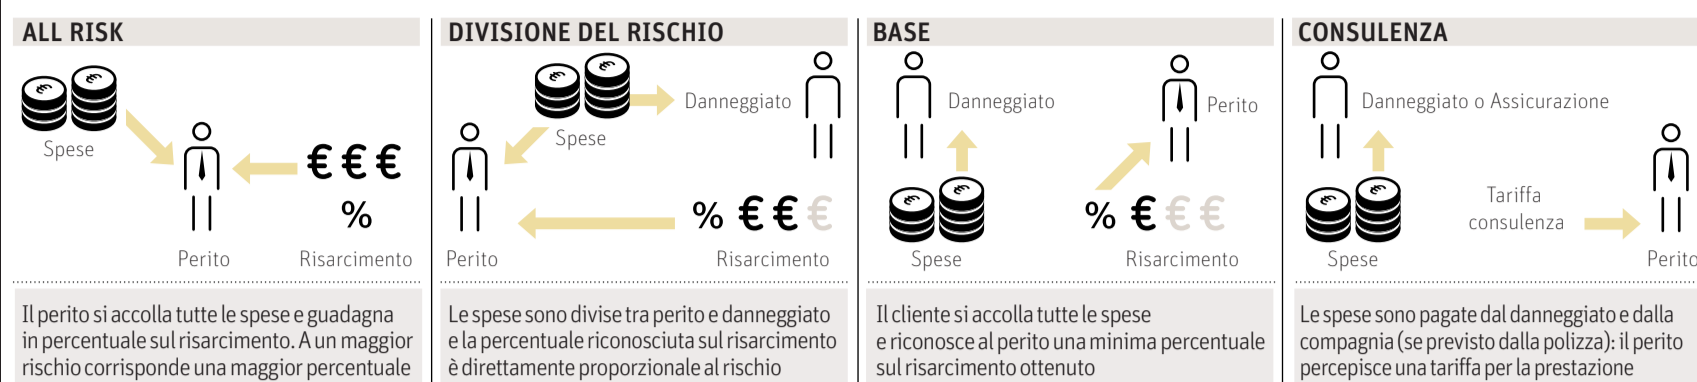 ALL RISK
Spese
€ € €
%
Perito
Risarcimento
Il perito si accolla tutte le spese e guadagna
in percentuale sul risarcimento. A un maggior
rischio corrisponde una maggior percentuale
DIVISIONE DEL RISCHIO
Danneggiato
Spese
% € € €
Perito
Risarcimento
Le spese sono divise tra perito e danneggiato
e la percentuale riconosciuta sul risarcimento
è direttamente proporzionale al rischio
BASE
Danneggiato
Perito
% € € €
Spese
Risarcimento
Il cliente si accolla tutte le spese
e riconosce al perito una minima percentuale
sul risarcimento ottenuto
CONSULENZA
Danneggiato o Assicurazione
Tariffa
consulenza
Spese
Perito
Le spese sono pagate dal danneggiato e dalla
compagnia (se previsto dalla polizza): il perito
percepisce una tariffa per la prestazione